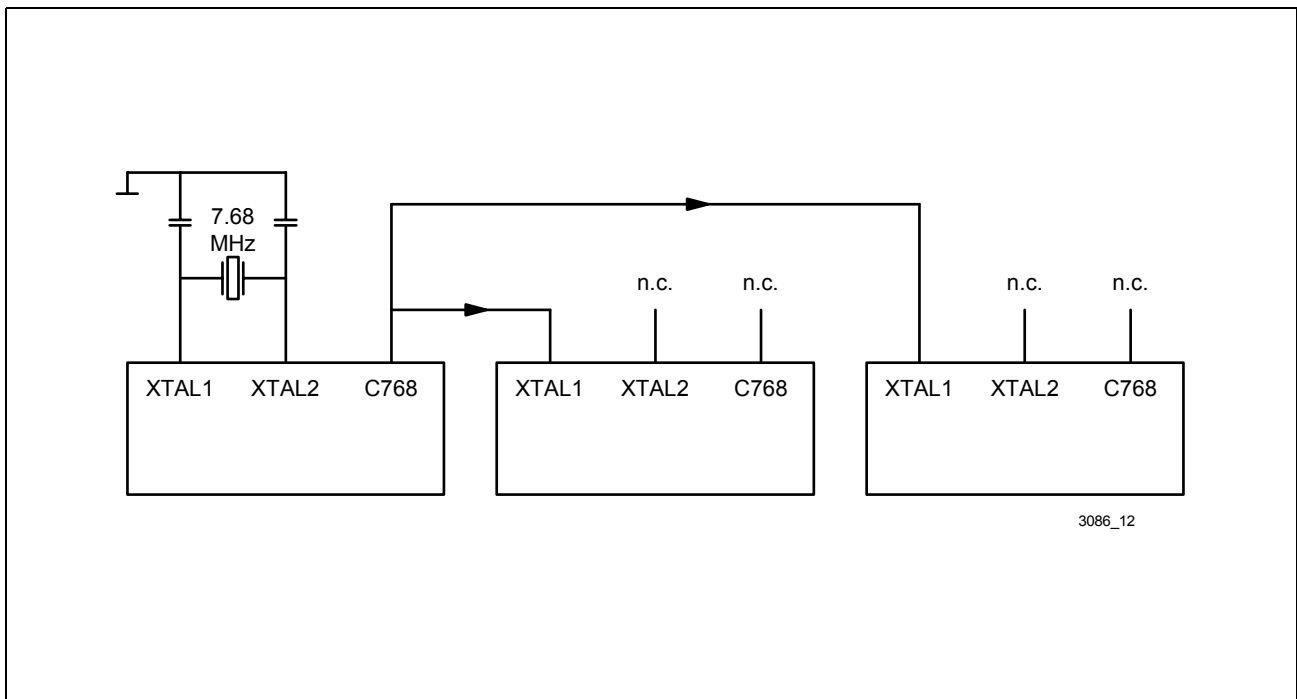 7.68
MHz
n.c. n.c. n.c. n.c.
XTAL1 XTAL2 C768 XTAL1 XTAL2 C768 XTAL1 XTAL2 C768
3086_12